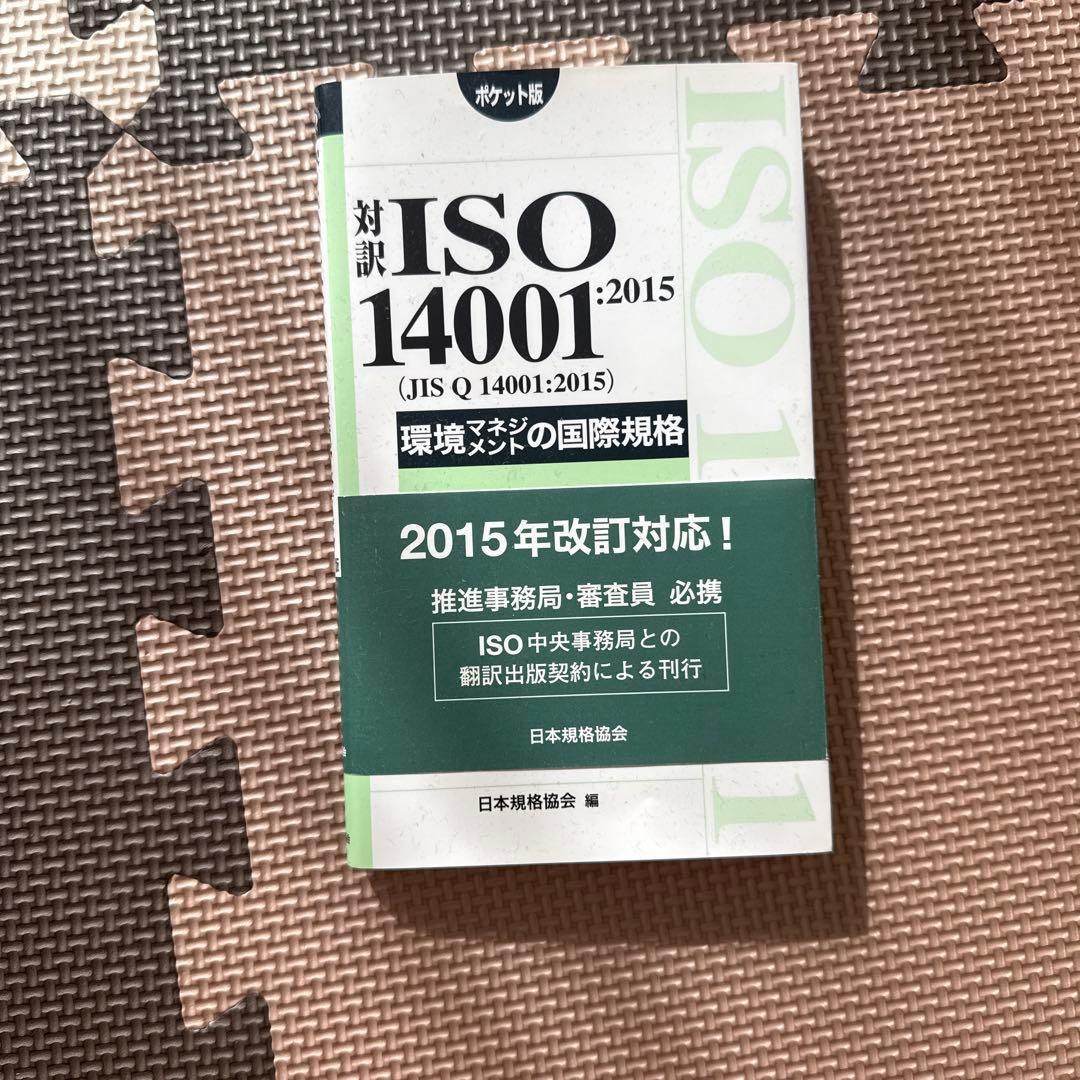 ポケット版
対訳 ISO
14001:2015
(JIS Q 14001:2015)
環境マネジメントの国際規格
2015年改訂対応！
推進事務局・審査員 必携
ISO中央事務局との
翻訳出版契約による刊行
日本規格協会
日本規格協会 編
ISO 1
1